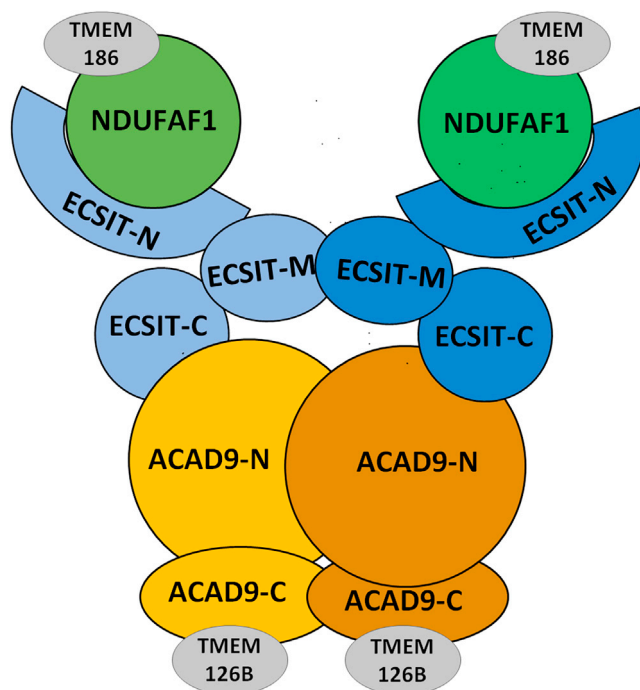 TMEM
186
TMEM
186
NDUFAF1
NDUFAF1
ECSIT-N
ECSIT-N
ECSIT-M
ECSIT-M
ECSIT-C
ECSIT-C
ACAD9-N
ACAD9-N
ACAD9-C
ACAD9-C
TMEM
126B
TMEM
126B